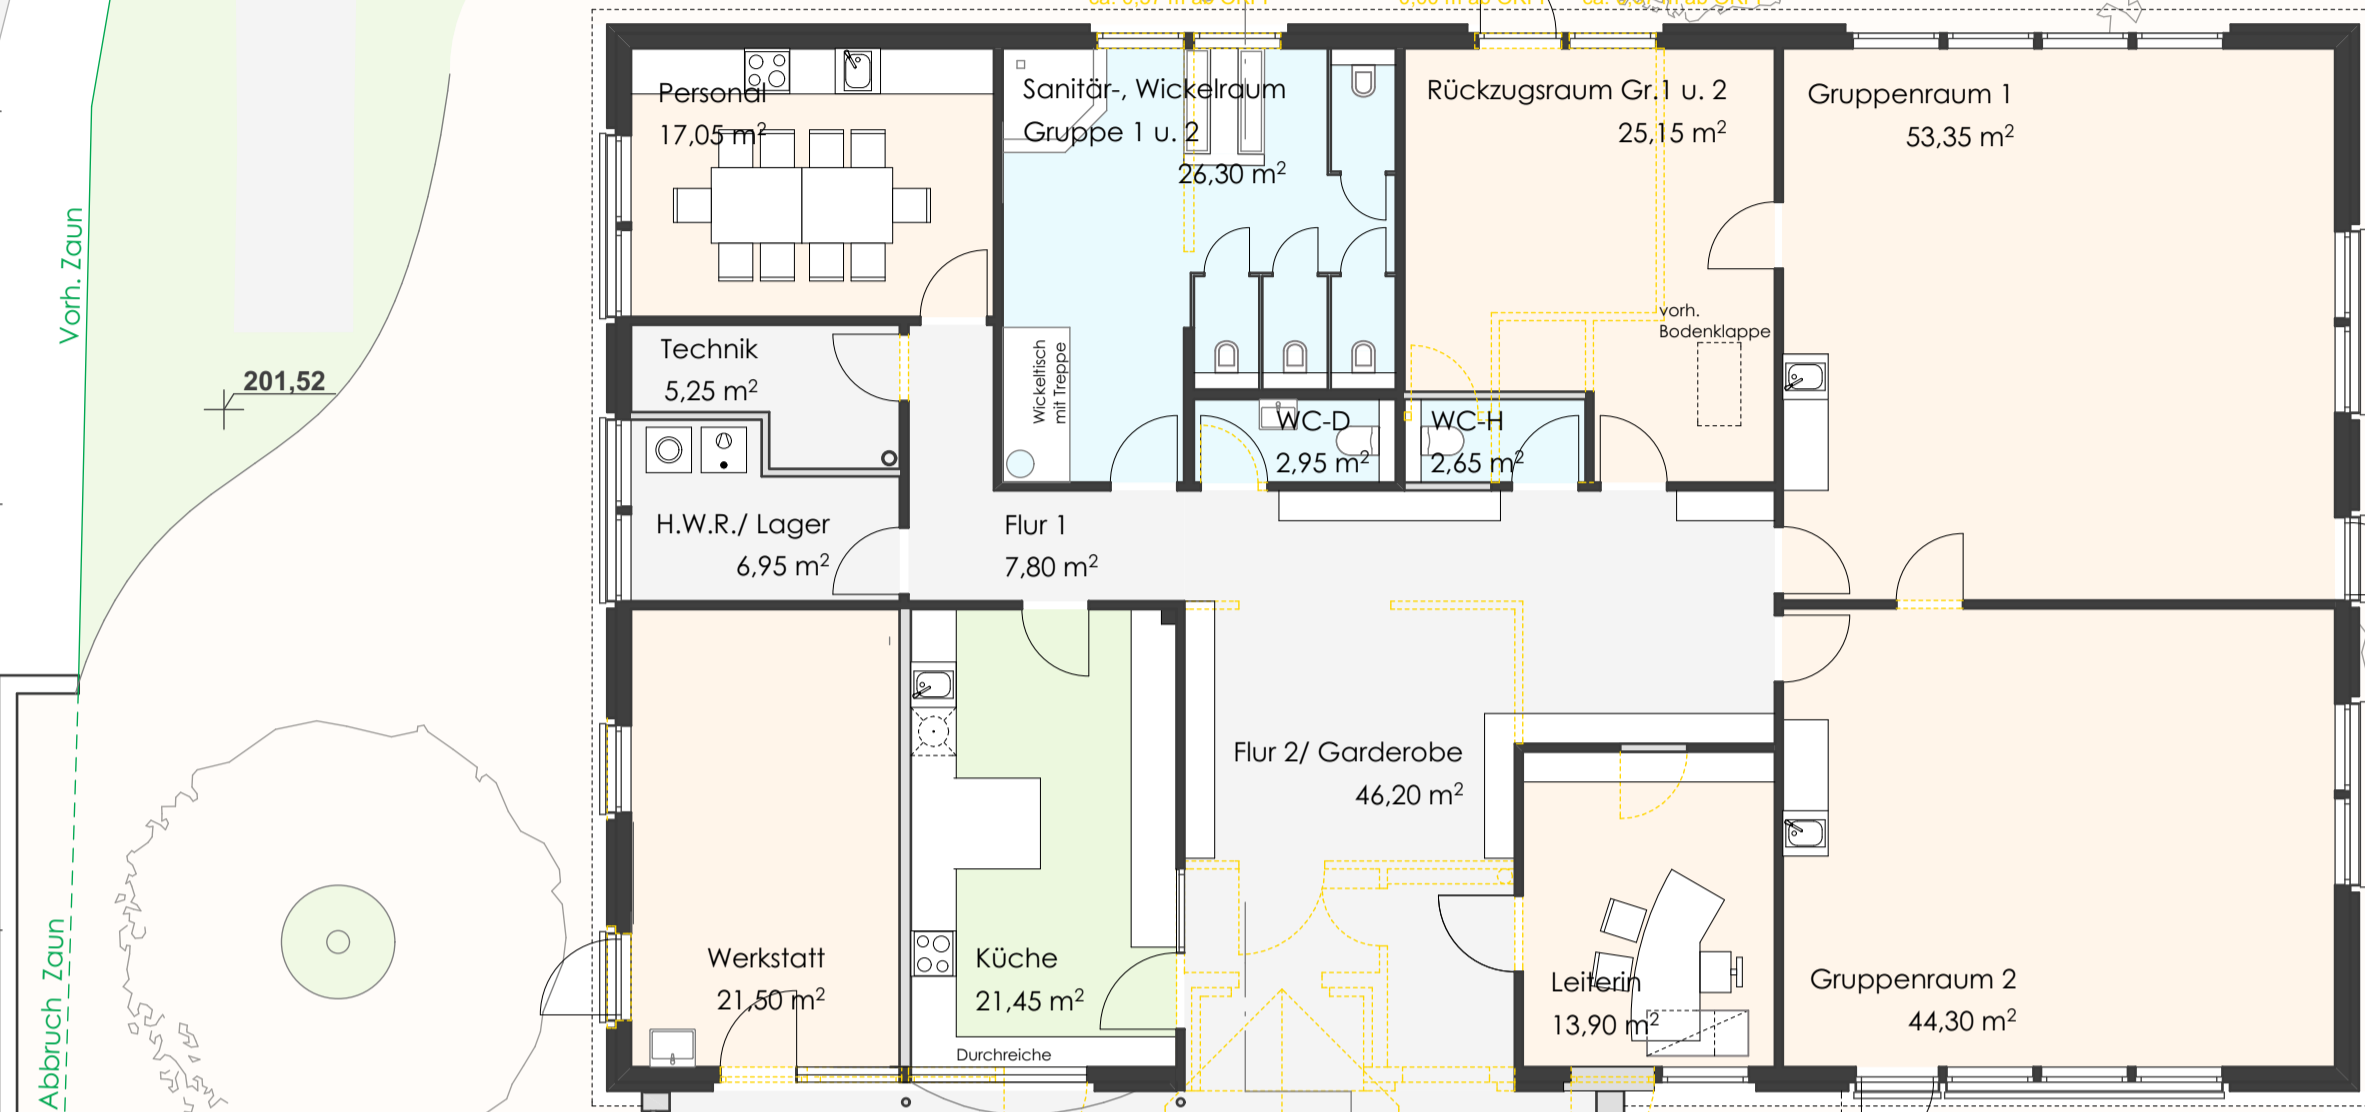 Personal
17,05 m²
Sanitär-, Wickelraum
Gruppe 1 u. 2
26,30 m²
Rückzugsraum Gr.1 u. 2
25,15 m²
Gruppenraum 1
53,35 m²
Vorh. Zaun
201,52
Technik
5,25 m²
Wickeltisch
mit Treppe
vorh.
Bodenklappe
WC-D
2,95 m²
WC-H
2,65 m²
H.W.R./ Lager
6,95 m²
Flur 1
7,80 m²
Flur 2/ Garderobe
46,20 m²
Abbruch Zaun
Werkstatt
21,50 m²
Küche
21,45 m²
Durchreiche
Leiterin
13,90 m²
Gruppenraum 2
44,30 m²